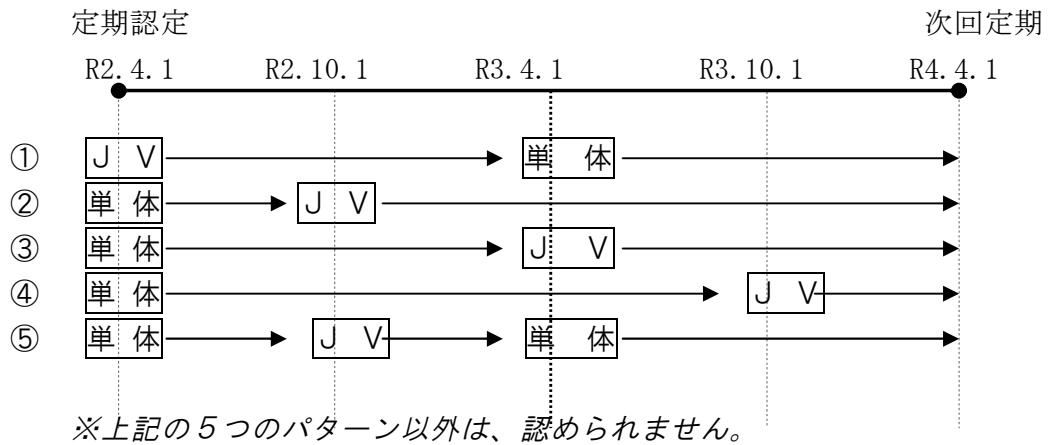 定期認定 次回定期
R2.4.1 R2.10.1 R3.4.1 R3.10.1 R4.4.1
① ＪＶ 単体
② 単体 ＪＶ
③ 単体 ＪＶ
④ 単体 ＪＶ
⑤ 単体 ＪＶ 単体
※上記の５つのパターン以外は、認められません。